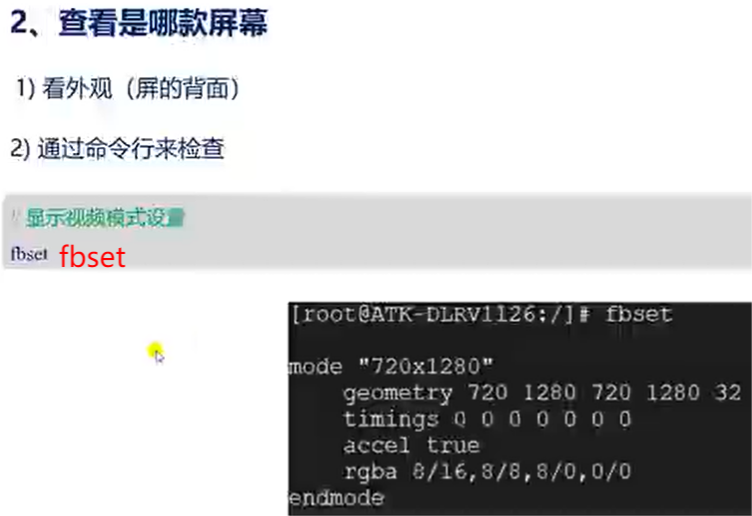 2、查看是哪款屏幕
1) 看外观（屏的背面）
2) 通过命令行来检查
// 显示视频模式设置
fbset fbset
[root@ATK-DLRV1126:/]# fbset
mode "720x1280"
geometry 720 1280 720 1280 32
timings 0 0 0 0 0 0 0
accel true
rgba 8/16,8/8,8/0,0/0
endmode